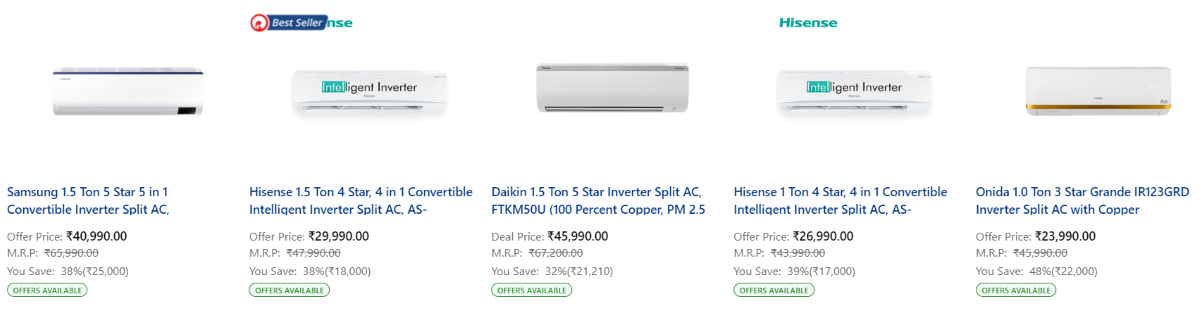 Best Seller
nse
Hisense
Intelligent Inverter
Intelligent Inverter
Samsung 1.5 Ton 5 Star 5 in 1
Convertible Inverter Split AC,
Offer Price: ₹40,990.00
M.R.P: ₹65,990.00
You Save: 38%(₹25,000)
OFFERS AVAILABLE
Hisense 1.5 Ton 4 Star, 4 in 1 Convertible
Intelligent Inverter Split AC, AS-
Offer Price: ₹29,990.00
M.R.P: ₹47,990.00
You Save: 38%(₹18,000)
OFFERS AVAILABLE
Daikin 1.5 Ton 5 Star Inverter Split AC,
FTKM50U (100 Percent Copper, PM 2.5
Deal Price: ₹45,990.00
M.R.P: ₹67,200.00
You Save: 32%(₹21,210)
OFFERS AVAILABLE
Hisense 1 Ton 4 Star, 4 in 1 Convertible
Intelligent Inverter Split AC, AS-
Offer Price: ₹26,990.00
M.R.P: ₹43,990.00
You Save: 39%(₹17,000)
OFFERS AVAILABLE
Onida 1.0 Ton 3 Star Grande IR123GRD
Inverter Split AC with Copper
Offer Price: ₹23,990.00
M.R.P: ₹45,990.00
You Save: 48%(₹22,000)
OFFERS AVAILABLE